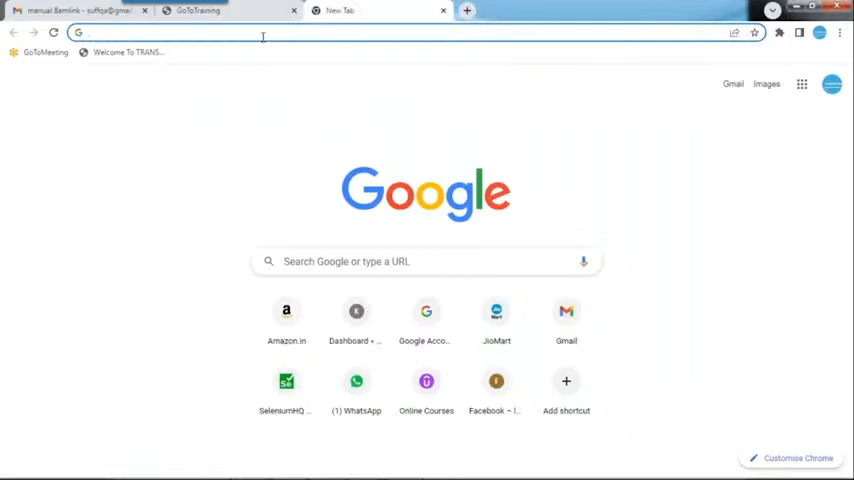 manual 8amlink - suffqa@gmai
GoToTraining
New Tab
GoToMeeting
Welcome To TRANS...
Gmail
Images
Google
Search Google or type a URL
Amazon.in
Dashboard ‹ ...
Google Acco...
JioMart
Gmail
SeleniumHQ ...
(1) WhatsApp
Online Courses
Facebook – l...
Add shortcut
Customise Chrome